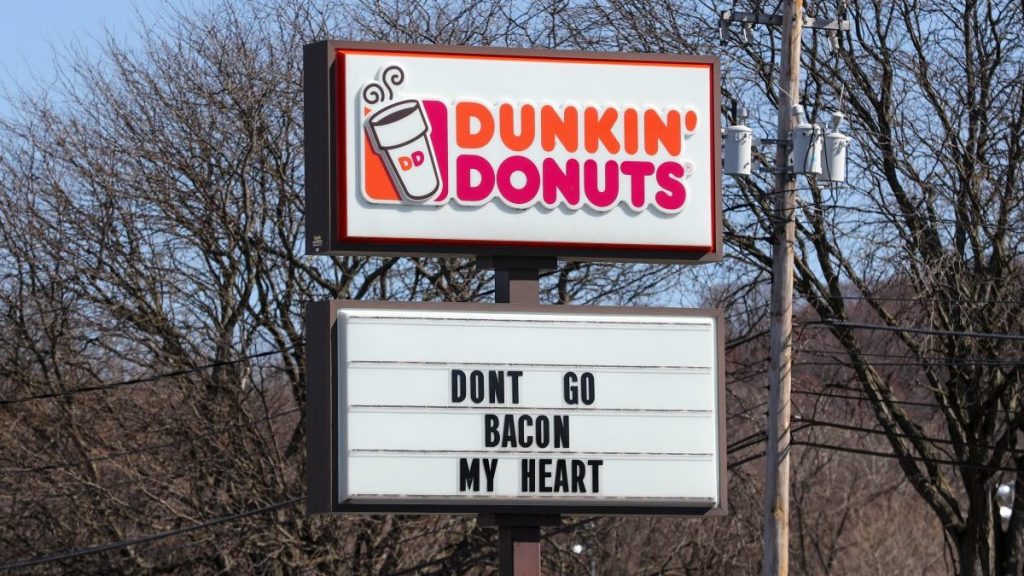 DD
DUNKIN'
DONUTS®
DONT GO
BACON
MY HEART